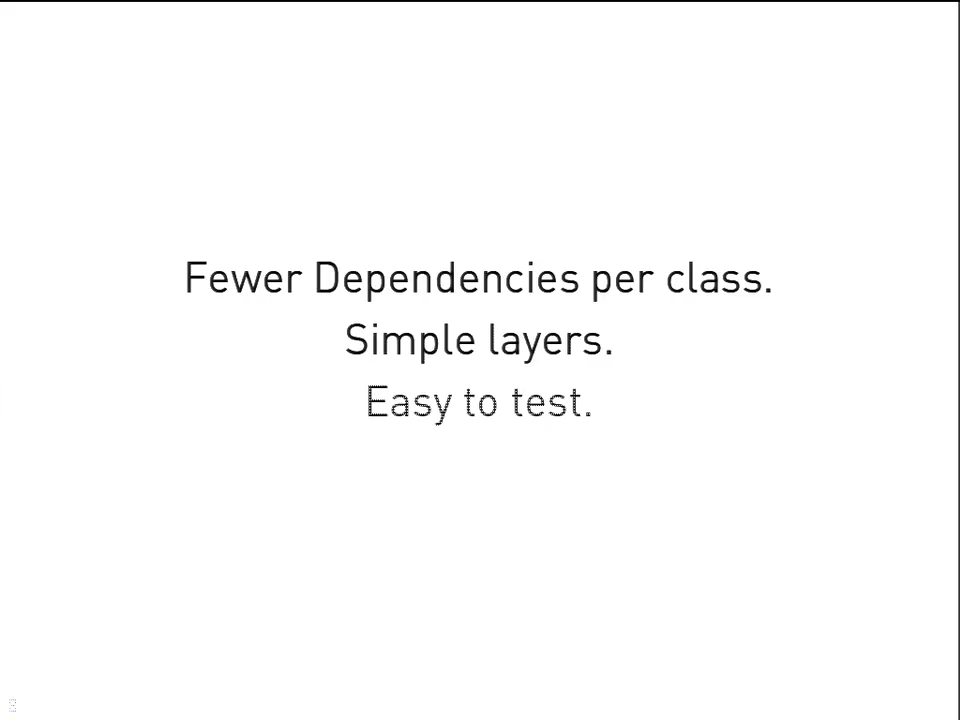 Fewer Dependencies per class.
Simple layers.
Easy to test.